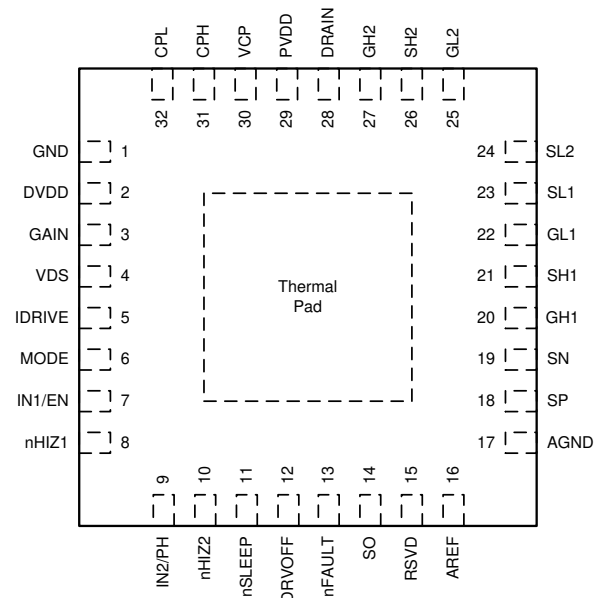 CPL
CPH
VCP
PVDD
DRAIN
GH2
SH2
GL2
32
31
30
29
28
27
26
25
GND 1
DVDD 2
GAIN 3
VDS 4
IDRIVE 5
MODE 6
IN1/EN 7
nHIZ1 8
24 SL2
23 SL1
22 GL1
21 SH1
20 GH1
19 SN
18 SP
17 AGND
Thermal
Pad
9
10
11
12
13
14
15
16
IN2/PH
nHIZ2
nSLEEP
DRVOFF
nFAULT
SO
RSVD
AREF